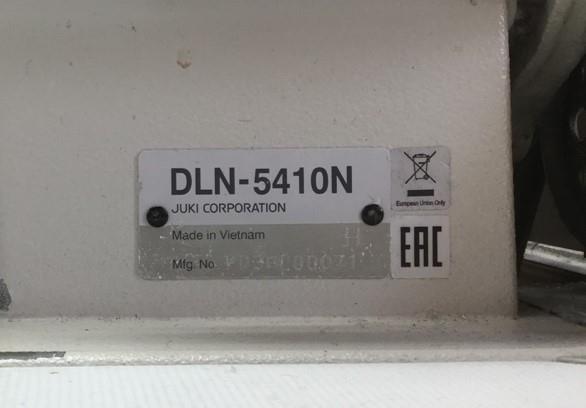 DLN-5410N
JUKI CORPORATION
Made in Vietnam H
Mfg. No.
European Union Only
EAC